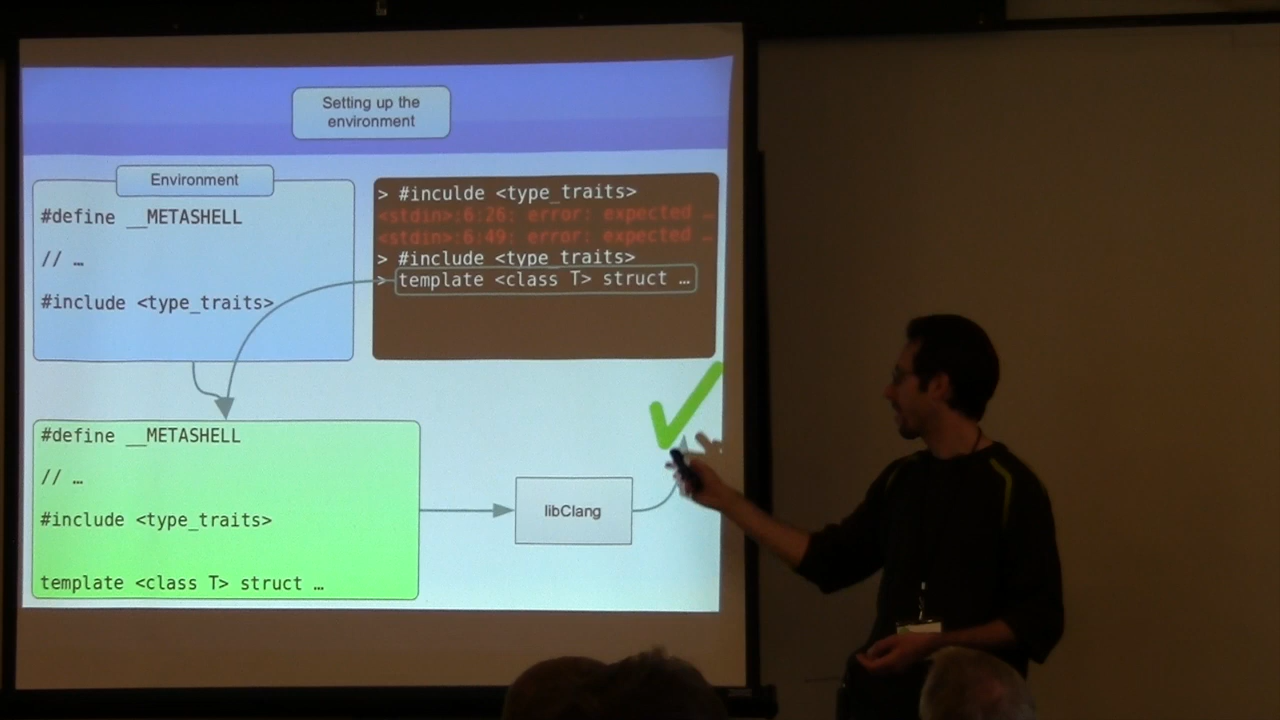 Setting up the
environment
Environment
#define __METASHELL
// …
#include <type_traits>
> #inculde <type_traits>
<stdin>:6:26: error: expected …
<stdin>:6:49: error: expected …
> #include <type_traits>
> template <class T> struct …
#define __METASHELL
// …
#include <type_traits>
template <class T> struct …
libClang